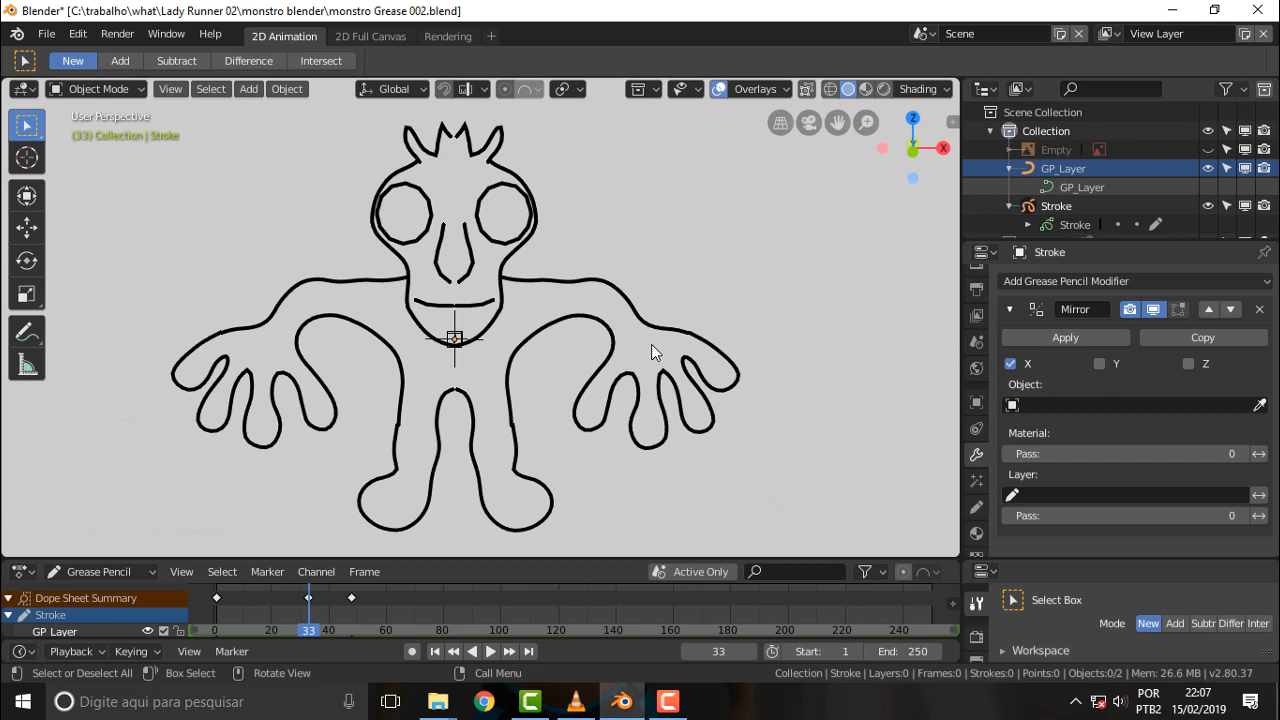 Blender* [C:\trabalho\what\Lady Runner 02\monstro blender\monstro Grease 002.blend]
File Edit Render Window Help 2D Animation 2D Full Canvas Rendering + Scene View Layer
New Add Subtract Difference Intersect
Object Mode View Select Add Object Global Overlays Shading
User Perspective
(33) Collection | Stroke
Z
X
Scene Collection
Collection
Empty
GP_Layer
GP_Layer
Stroke
Stroke
Stroke
Add Grease Pencil Modifier
Mirror
Apply Copy
X Y Z
Object:
Material:
Pass: 0
Layer:
Pass: 0
Grease Pencil View Select Marker Channel Frame Active Only
Dope Sheet Summary
Stroke
GP_Layer
0 20 33 40 60 80 100 120 140 160 180 200 220 240
Select Box
Mode New Add Subtr Differ Inter
Workspace
Playback Keying View Marker 33 Start: 1 End: 250
Select or Deselect All Box Select Rotate View Call Menu Collection | Stroke | Layers:0 | Frames:0 | Strokes:0 | Points:0 | Objects:0/2 | Mem: 26.6 MB | v2.80.37
Digite aqui para pesquisar
POR
PTB2
22:07
15/02/2019